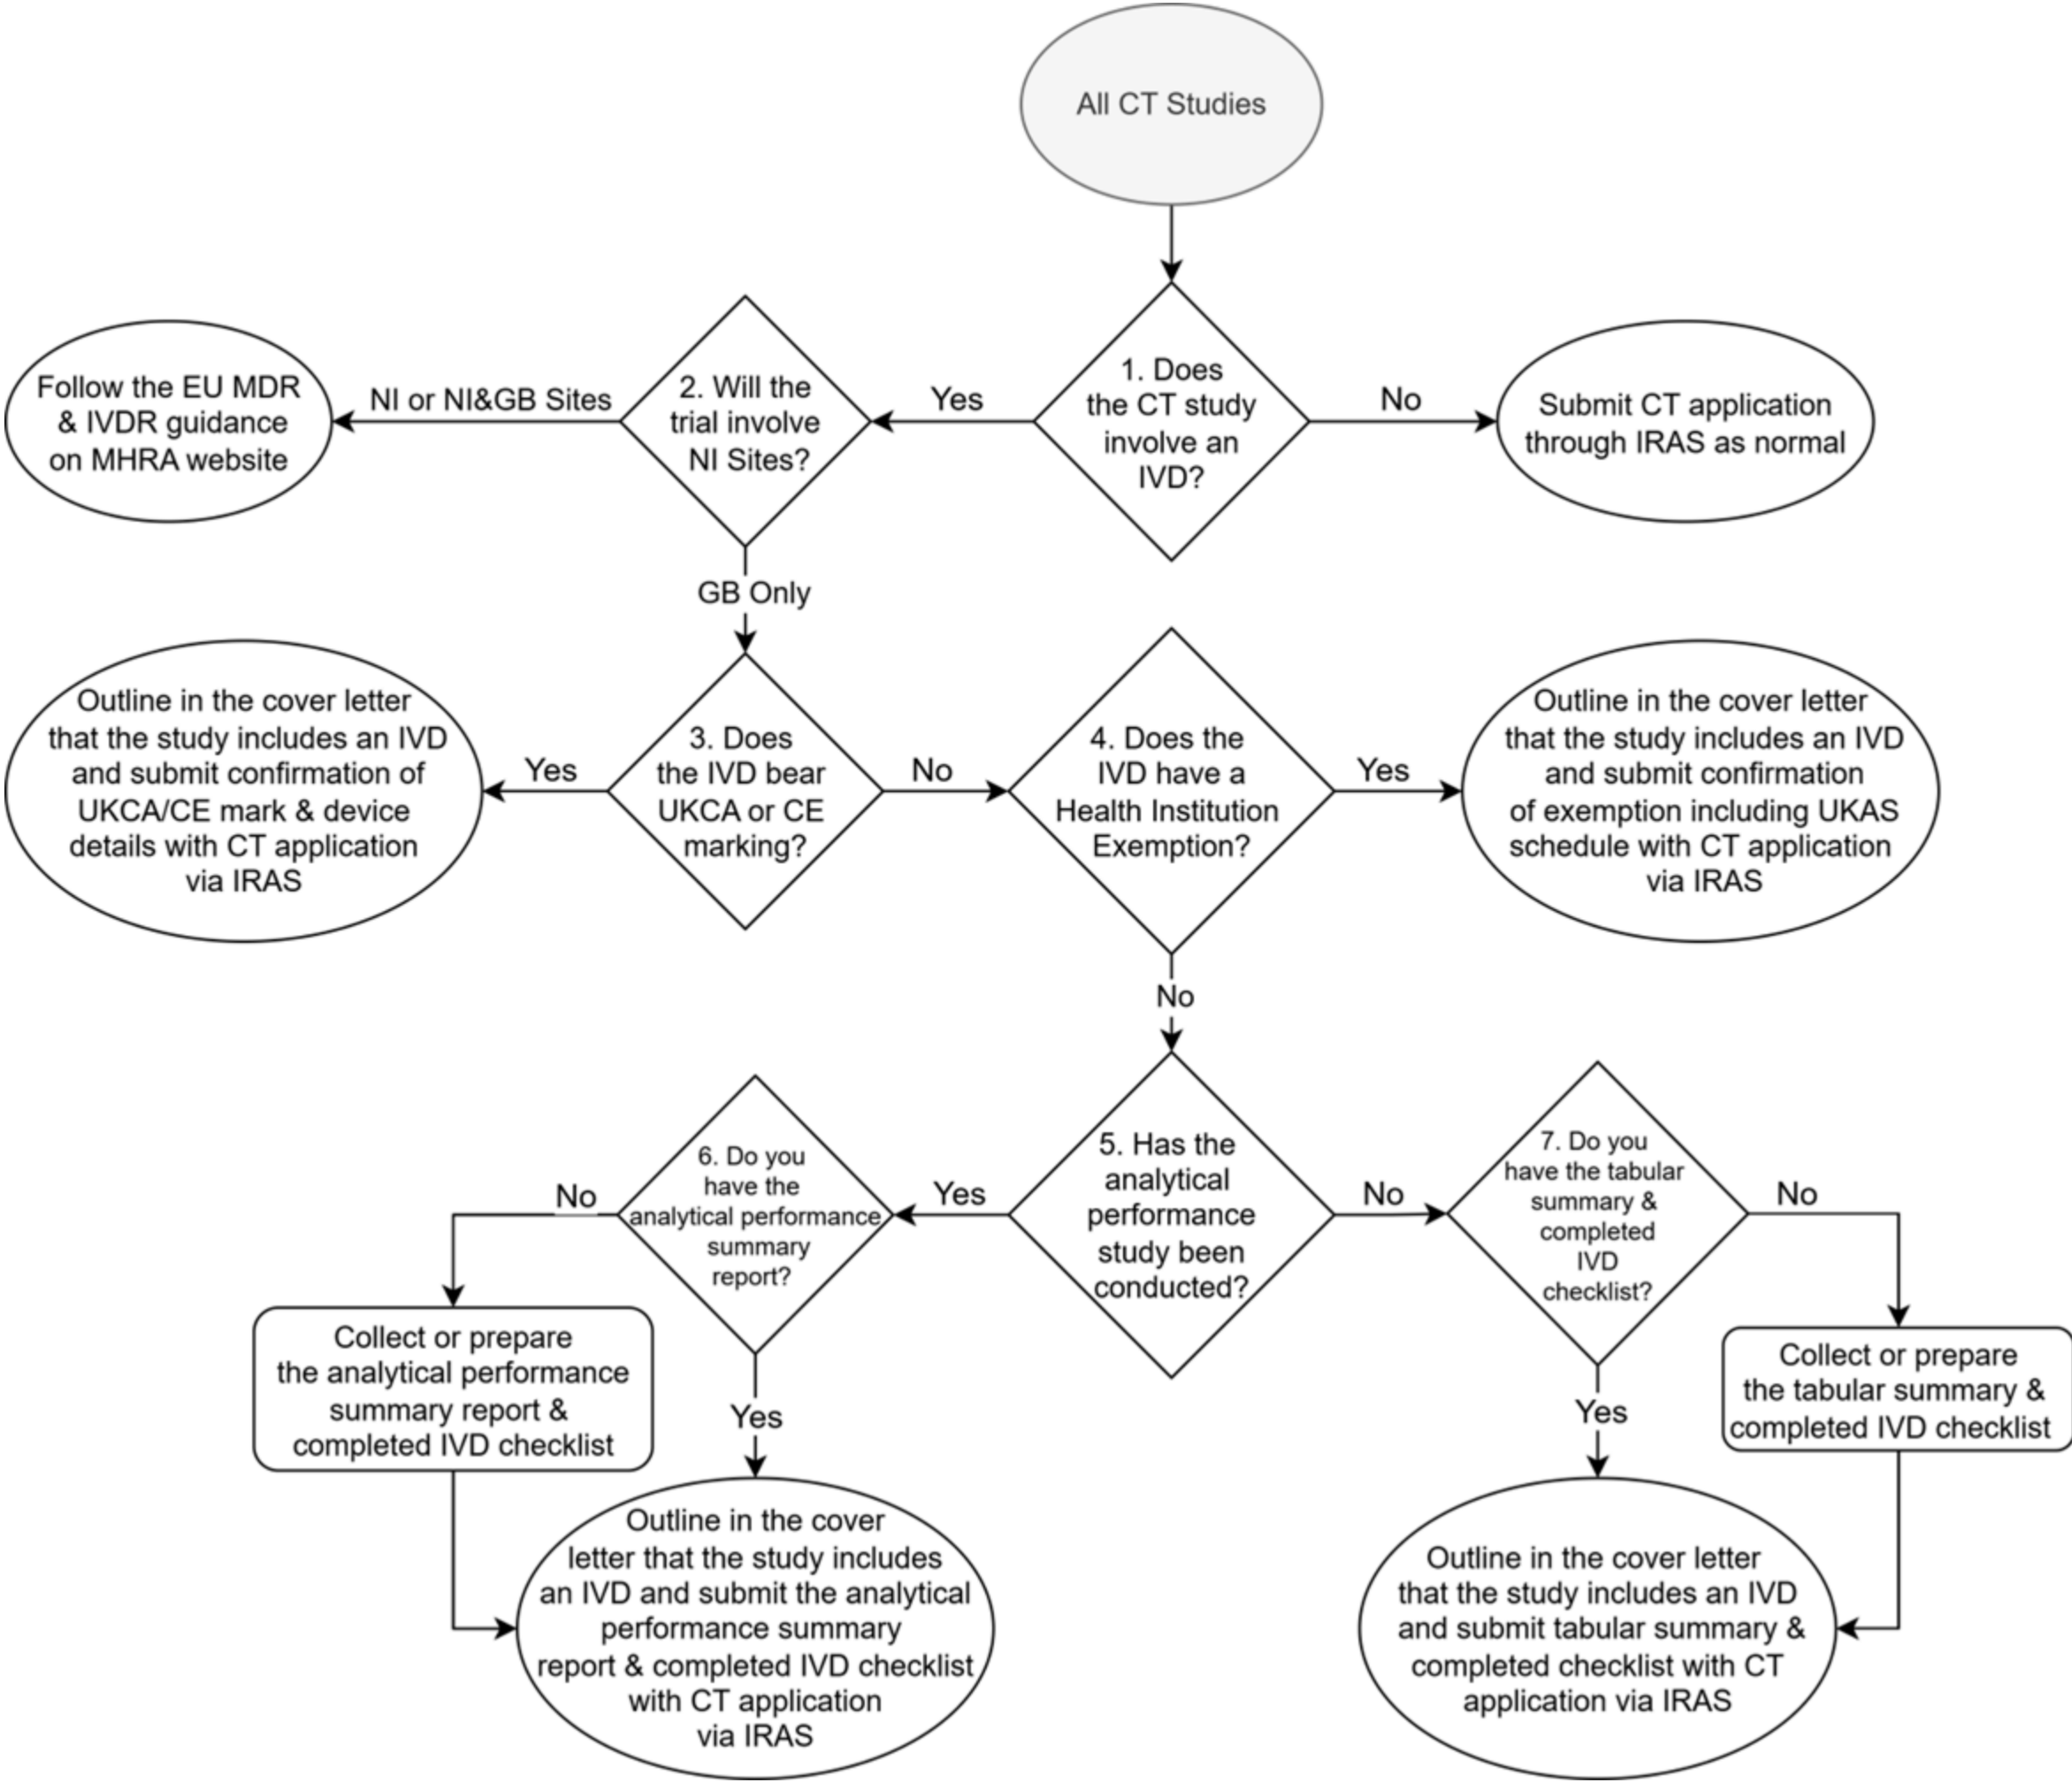 All CT Studies
1. Does
the CT study
involve an
IVD?
No
Submit CT application
through IRAS as normal
Yes
2. Will the
trial involve
NI Sites?
NI or NI&GB Sites
Follow the EU MDR
& IVDR guidance
on MHRA website
GB Only
3. Does
the IVD bear
UKCA or CE
marking?
Yes
Outline in the cover letter
that the study includes an IVD
and submit confirmation of
UKCA/CE mark & device
details with CT application
via IRAS
No
4. Does the
IVD have a
Health Institution
Exemption?
Yes
Outline in the cover letter
that the study includes an IVD
and submit confirmation
of exemption including UKAS
schedule with CT application
via IRAS
No
5. Has the
analytical
performance
study been
conducted?
Yes
6. Do you
have the
analytical performance
summary
report?
No
Collect or prepare
the analytical performance
summary report &
completed IVD checklist
Yes
Outline in the cover
letter that the study includes
an IVD and submit the analytical
performance summary
report & completed IVD checklist
with CT application
via IRAS
No
7. Do you
have the tabular
summary &
completed
IVD
checklist?
No
Collect or prepare
the tabular summary &
completed IVD checklist
Yes
Outline in the cover letter
that the study includes an IVD
and submit tabular summary &
completed checklist with CT
application via IRAS